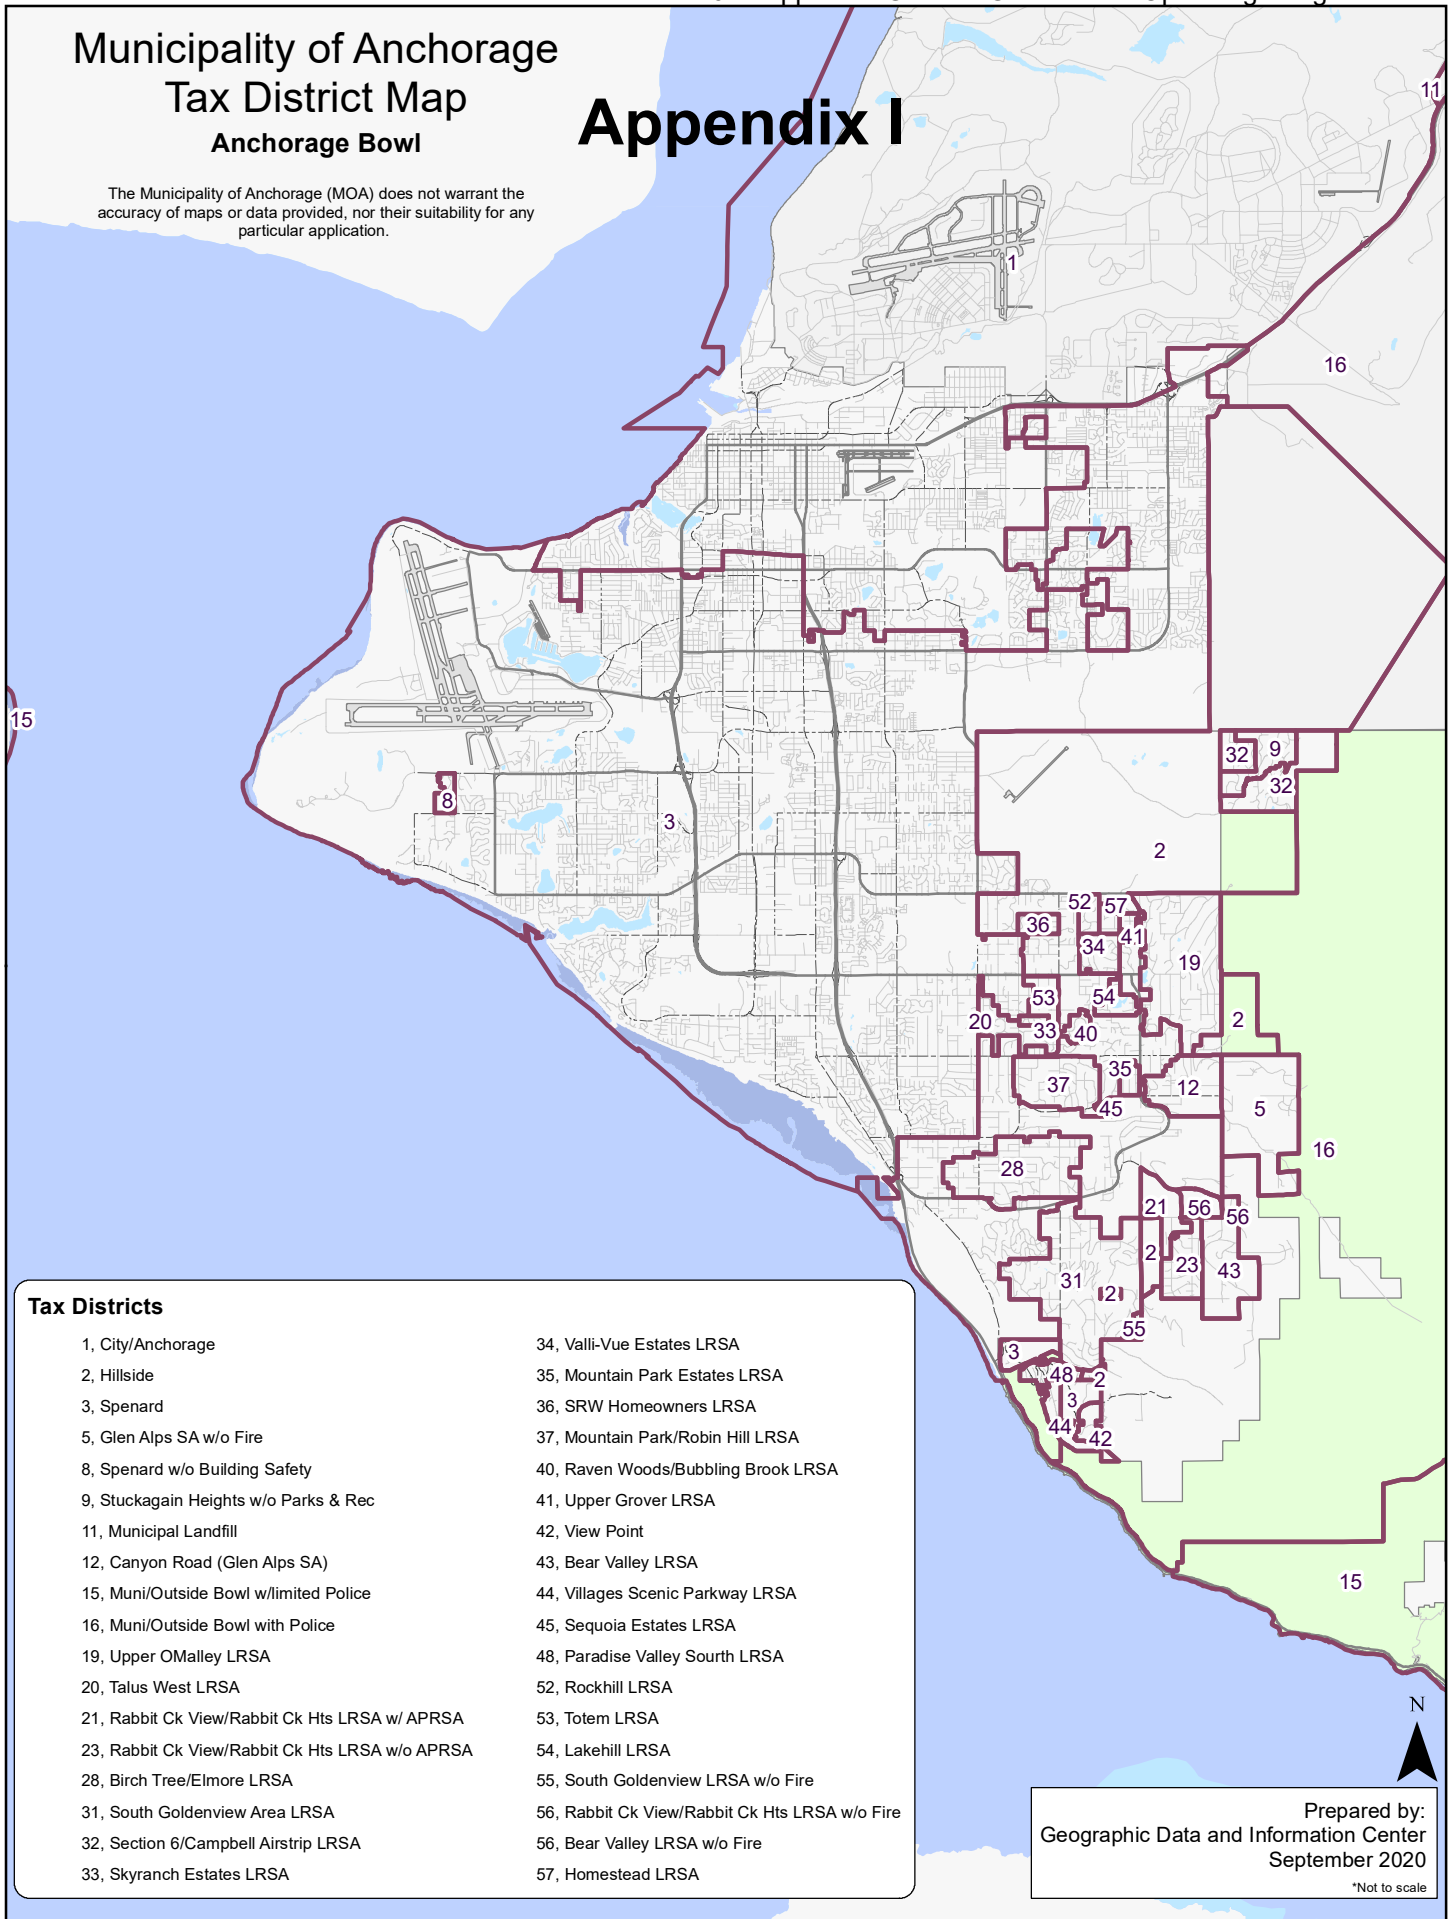 Municipality of Anchorage
Tax District Map
Anchorage Bowl
Appendix I
The Municipality of Anchorage (MOA) does not warrant the
accuracy of maps or data provided, nor their suitability for any
particular application.
11
1
16
15
32
9
32
8
3
2
52
57
36
34
41
19
53
54
2
20
33
40
35
37
12
45
5
16
28
21
56
56
2
23
43
31
2
55
3
48
2
3
44
42
15
Tax Districts
1, City/Anchorage
2, Hillside
3, Spenard
5, Glen Alps SA w/o Fire
8, Spenard w/o Building Safety
9, Stuckagain Heights w/o Parks & Rec
11, Municipal Landfill
12, Canyon Road (Glen Alps SA)
15, Muni/Outside Bowl w/limited Police
16, Muni/Outside Bowl with Police
19, Upper OMalley LRSA
20, Talus West LRSA
21, Rabbit Ck View/Rabbit Ck Hts LRSA w/ APRSA
23, Rabbit Ck View/Rabbit Ck Hts LRSA w/o APRSA
28, Birch Tree/Elmore LRSA
31, South Goldenview Area LRSA
32, Section 6/Campbell Airstrip LRSA
33, Skyranch Estates LRSA
34, Valli-Vue Estates LRSA
35, Mountain Park Estates LRSA
36, SRW Homeowners LRSA
37, Mountain Park/Robin Hill LRSA
40, Raven Woods/Bubbling Brook LRSA
41, Upper Grover LRSA
42, View Point
43, Bear Valley LRSA
44, Villages Scenic Parkway LRSA
45, Sequoia Estates LRSA
48, Paradise Valley Sourth LRSA
52, Rockhill LRSA
53, Totem LRSA
54, Lakehill LRSA
55, South Goldenview LRSA w/o Fire
56, Rabbit Ck View/Rabbit Ck Hts LRSA w/o Fire
56, Bear Valley LRSA w/o Fire
57, Homestead LRSA
N
Prepared by:
Geographic Data and Information Center
September 2020
*Not to scale